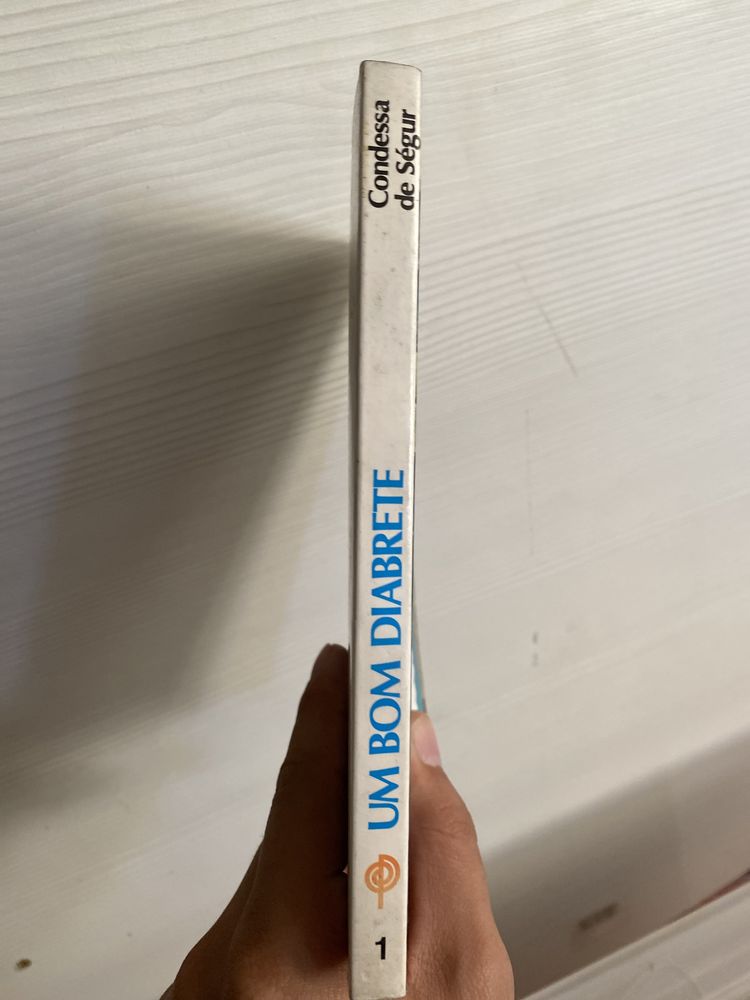 Condessa
de Ségur
UM BOM DIABRETE
1